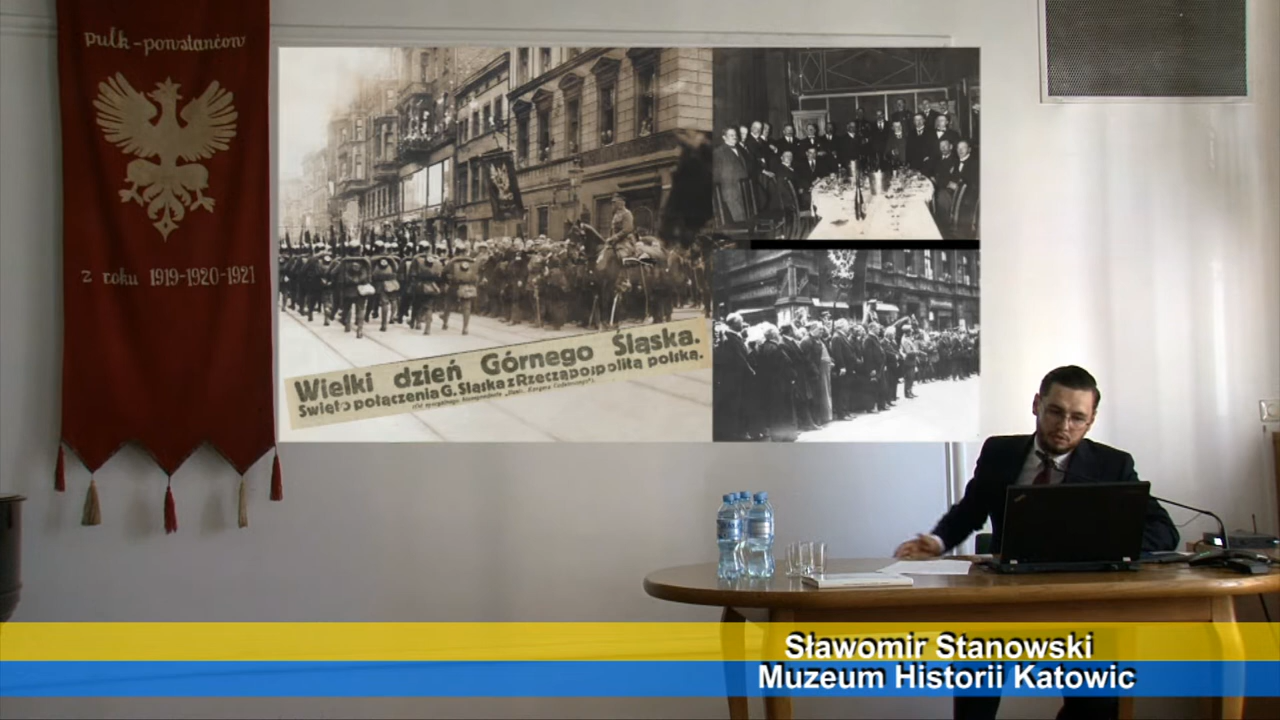 pułk-powstańców
z roku 1919-1920-1921
Wielki dzień Górnego Śląska.
Święto połączenia G. Śląska z Rzecząpospolitą polską.
Sławomir Stanowski
Muzeum Historii Katowic